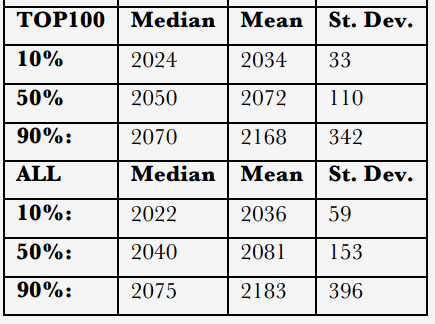 TOP100 Median Mean St. Dev.
10% 2024 2034 33
50% 2050 2072 110
90%: 2070 2168 342
ALL Median Mean St. Dev.
10%: 2022 2036 59
50%: 2040 2081 153
90%: 2075 2183 396